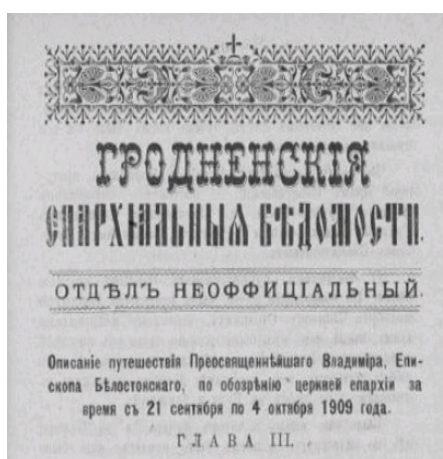 ГРОДНЕНСКІЯ
ЕПАРХІАЛЬНЫЯ ВѢДОМОСТИ.
ОТДѢЛЪ НЕОФФИЦІАЛЬНЫЙ.
Описаніе путешествія Преосвященнѣйшаго Владиміра, Епи-
скопа Бѣлостонскаго, по обозрѣнію церквей епархіи за
время съ 21 сентября по 4 октября 1909 года.
ГЛАВА III.